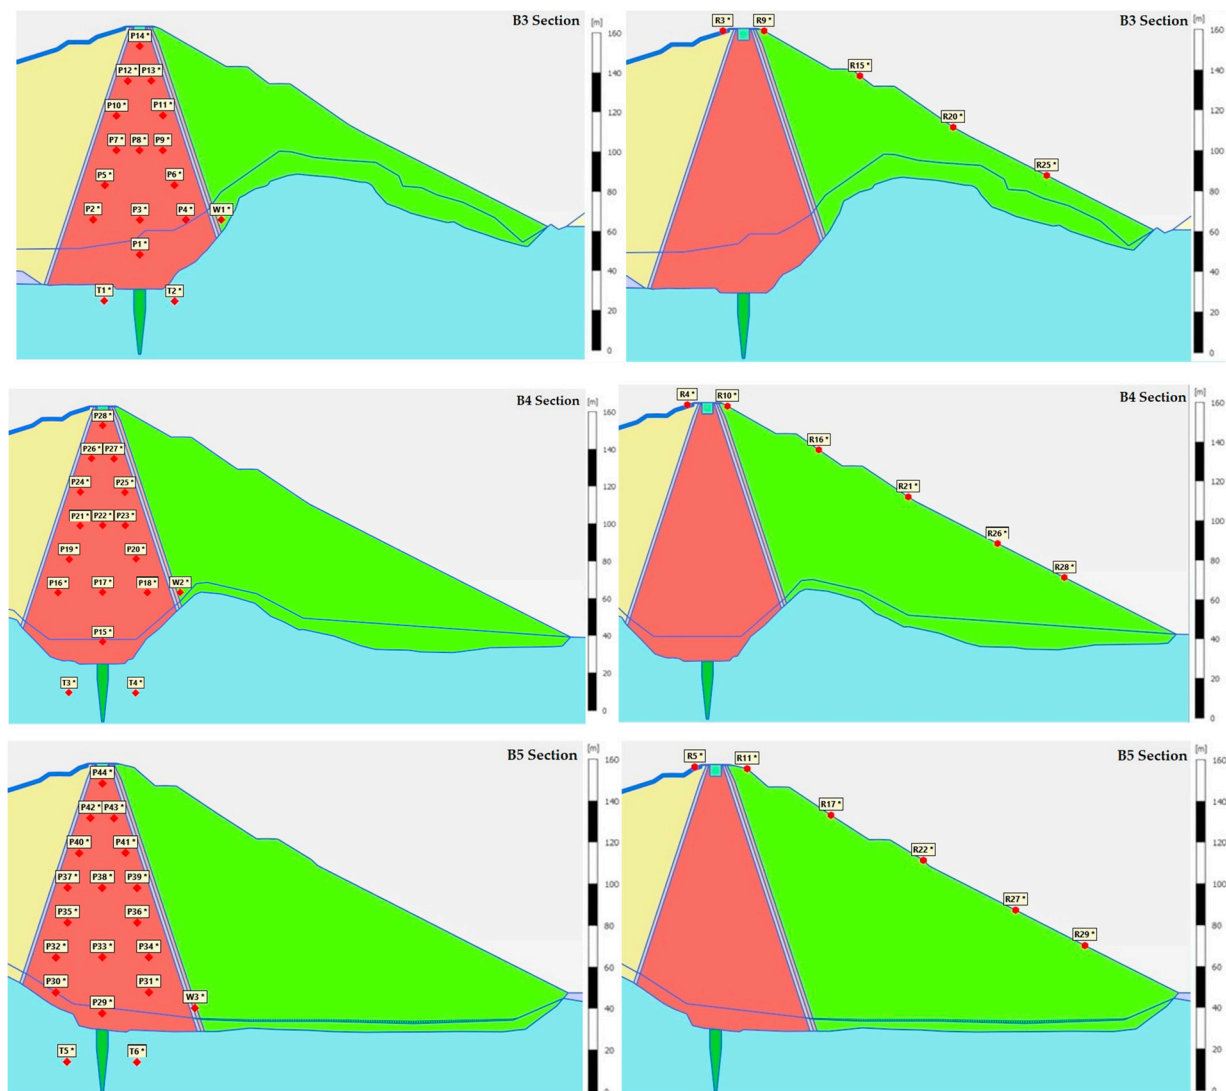 B3 Section
[m]
P14 *
160
P12 *
P13 *
140
P10 *
P11 *
120
P7 *
P8 *
P9 *
100
P5 *
P6 *
80
P2 *
P3 *
P4 *
W1 *
60
P1 *
40
T1 *
T2 *
20
0
B3 Section
[m]
R3 *
R9 *
160
R15 *
140
R20 *
120
100
R25 *
80
60
40
20
0
B4 Section
[m]
P28 *
160
P26 *
P27 *
140
P24 *
P25 *
120
P21 *
P22 *
P23 *
100
P19 *
P20 *
80
P16 *
P17 *
P18 *
W2 *
60
P15 *
40
T3 *
T4 *
20
0
B4 Section
[m]
R4 *
R10 *
160
R16 *
140
R21 *
120
100
R26 *
80
R28 *
60
40
20
0
B5 Section
[m]
P44 *
160
P42 *
P43 *
140
P40 *
P41 *
120
P37 *
P38 *
P39 *
100
P35 *
P36 *
80
P32 *
P33 *
P34 *
60
P30 *
P31 *
W3 *
P29 *
40
T5 *
T6 *
20
0
B5 Section
[m]
R5 *
R11 *
160
R17 *
140
R22 *
120
100
R27 *
80
R29 *
60
40
20
0